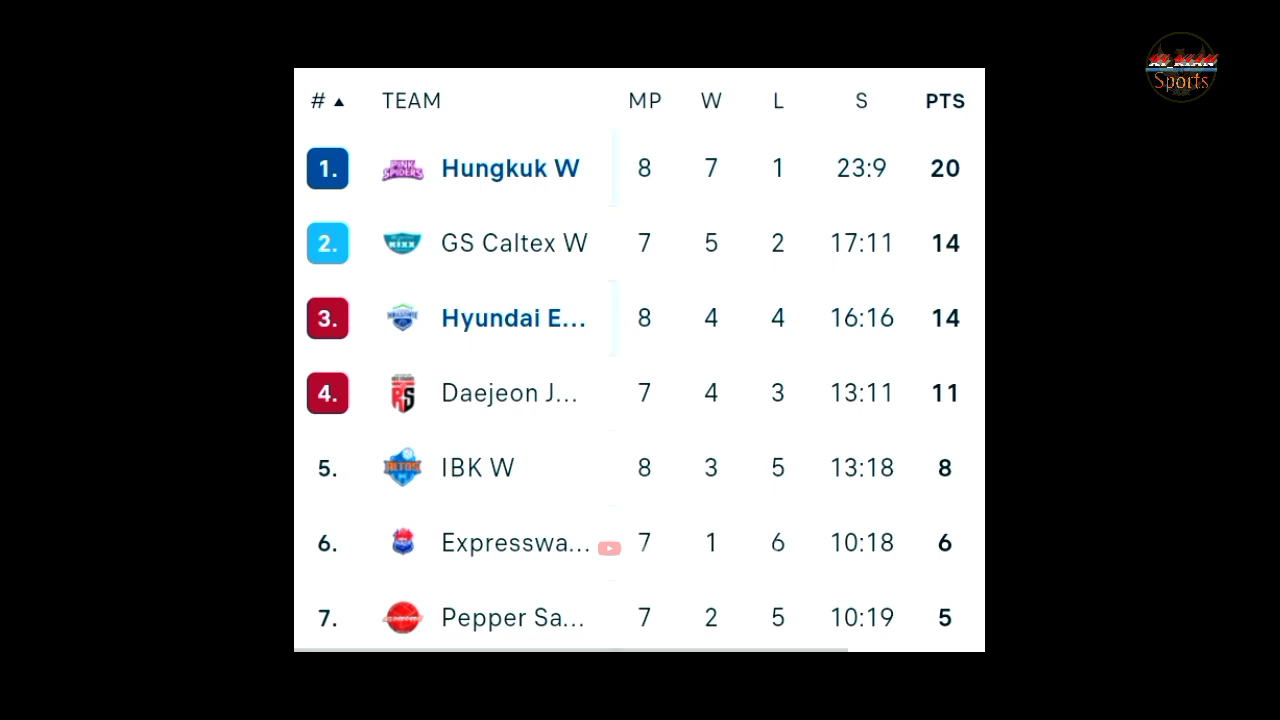 Sports
# ▲ TEAM MP W L S PTS
1. PINK SPIDERS Hungkuk W 8 7 1 23:9 20
2. KIXX GS Caltex W 7 5 2 17:11 14
3. Hyundai E... 8 4 4 16:16 14
4. Daejeon J... 7 4 3 13:11 11
5. ALTOS IBK W 8 3 5 13:18 8
6. Expresswa... 7 1 6 10:18 6
7. Pepper Sa... 7 2 5 10:19 5